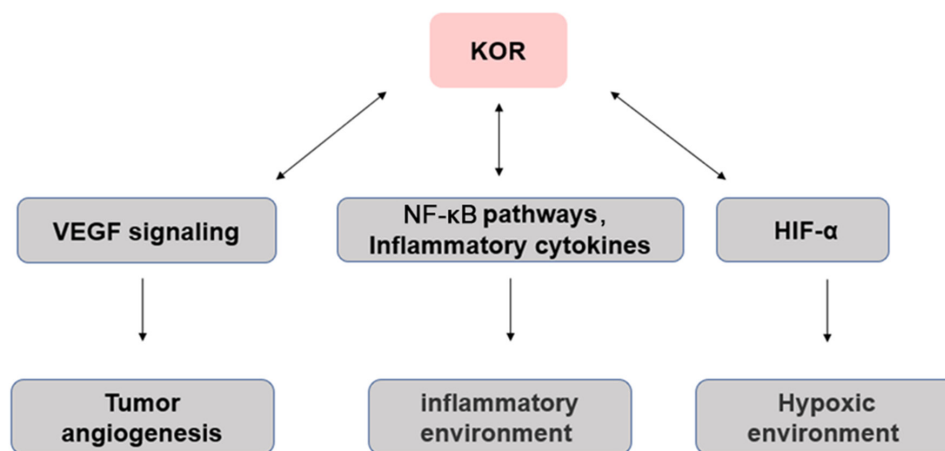 KOR
VEGF signaling
NF-κB pathways,
Inflammatory cytokines
HIF-α
Tumor
angiogenesis
inflammatory
environment
Hypoxic
environment